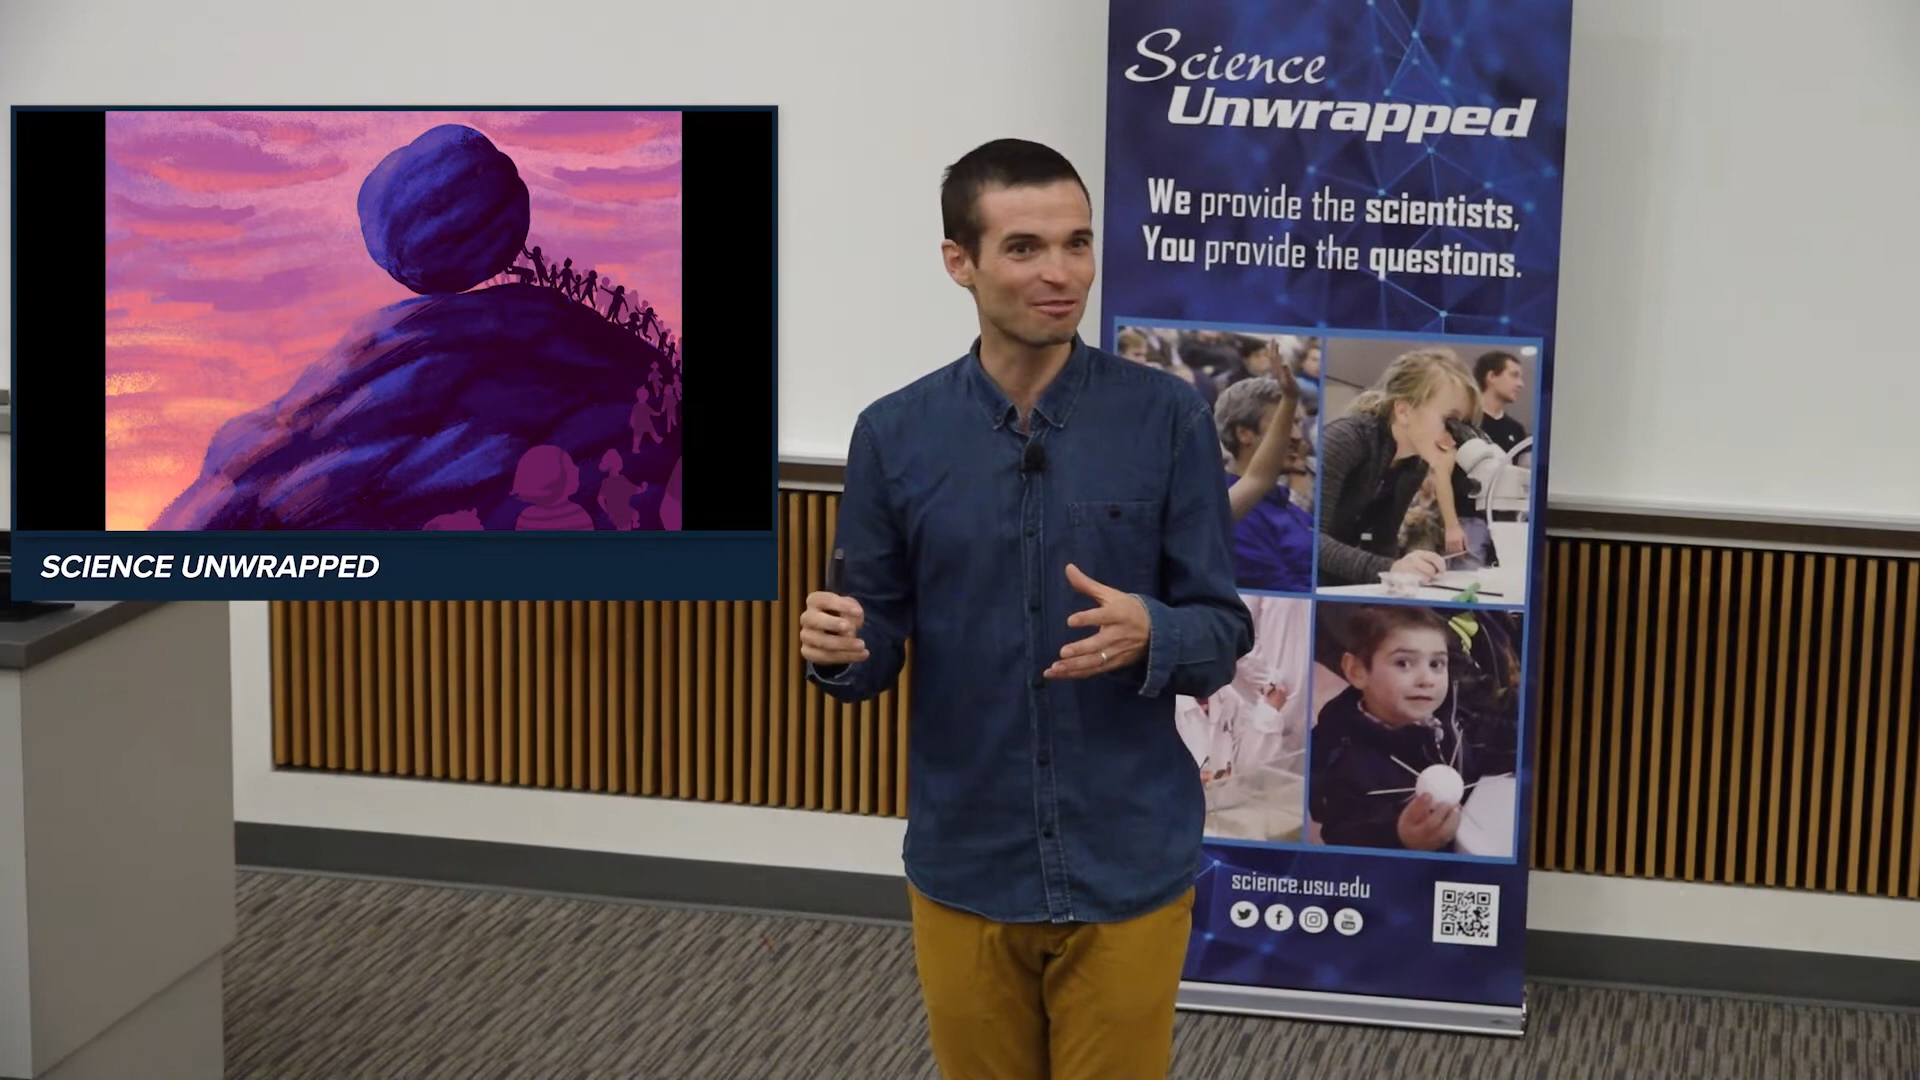 Science
Unwrapped
We provide the scientists,
You provide the questions.
SCIENCE UNWRAPPED
science.usu.edu